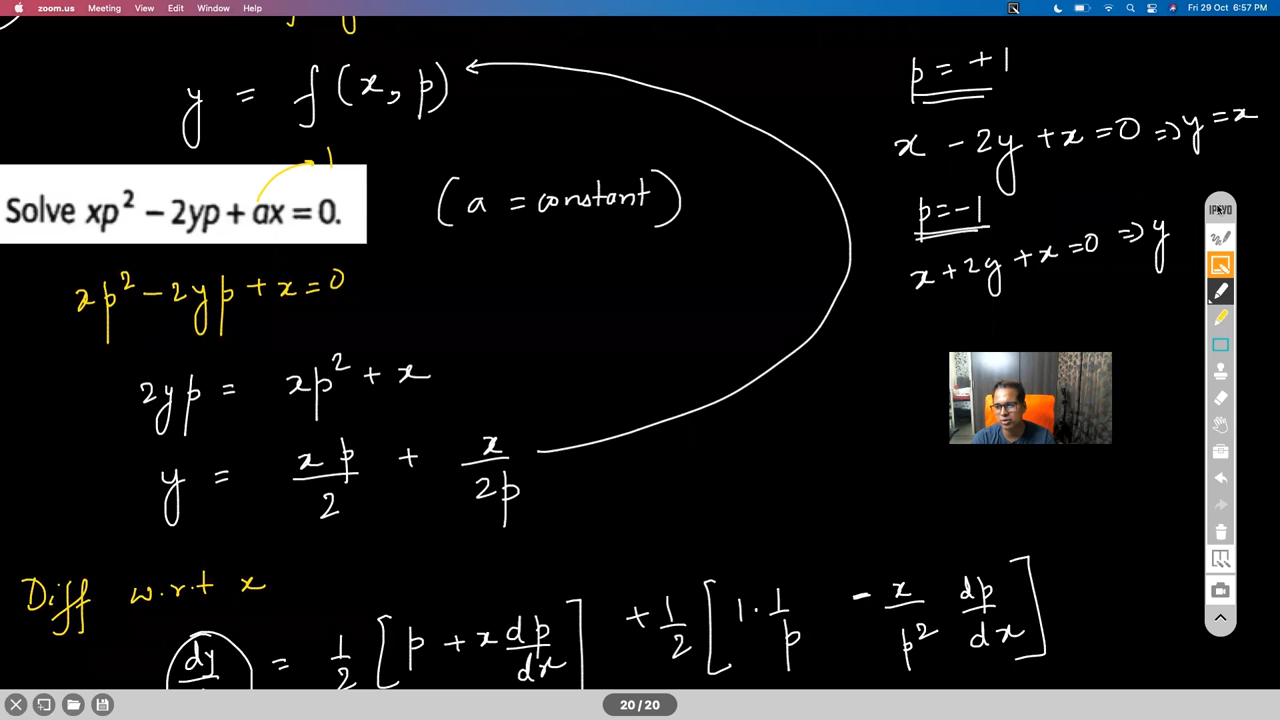 zoom.us Meeting View Edit Window Help Fri 29 Oct 6:57 PM
y = f(x, p)
1
Solve xp² − 2yp + ax = 0.
(a = constant)
xp² − 2yp + x = 0
2yp = xp² + x
y = xp/2 + x/2p
Diff w.r.t x
dy = 1/2 [p + x dp/dx] + 1/2 [1 · 1/p − x/p² dp/dx]
p = +1
x − 2y + x = 0 ⇒ y = x
p = −1
x + 2y + x = 0 ⇒ y
IPEVO
20 / 20